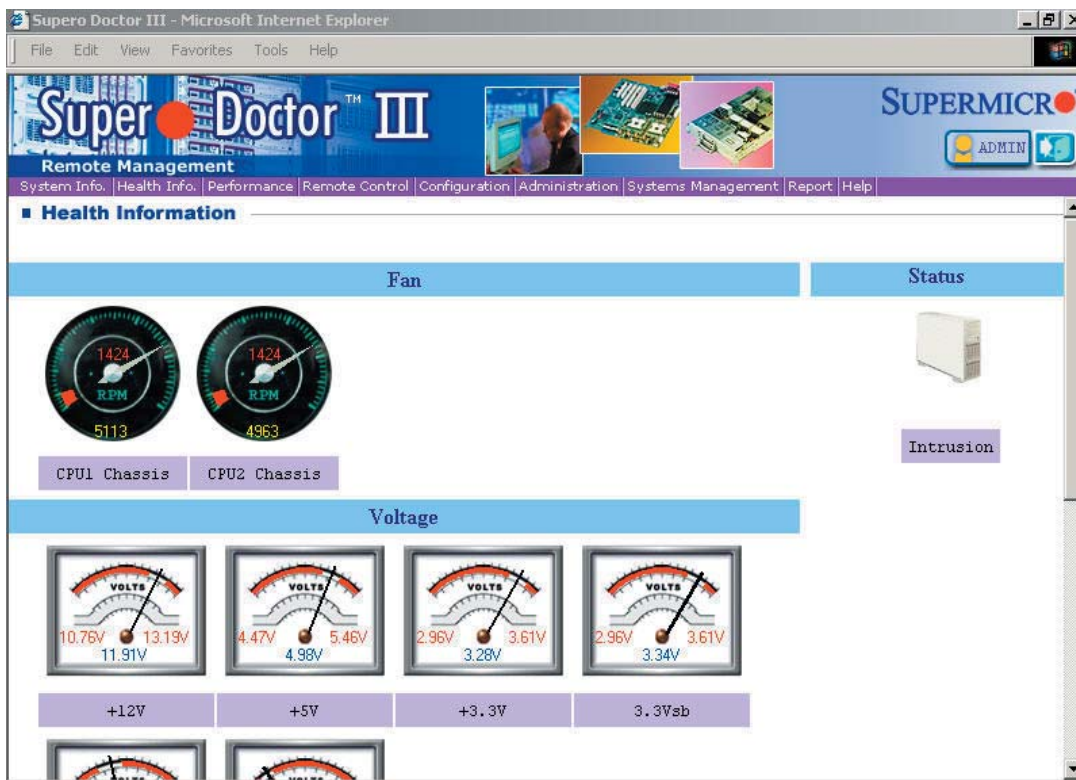 Supero Doctor III - Microsoft Internet Explorer
File Edit View Favorites Tools Help
Super Doctor™ III
SUPERMICR
Remote Management
ADMIN
System Info. Health Info. Performance Remote Control Configuration Administration Systems Management Report Help
Health Information
Fan
Status
1424
RPM
5113
1424
RPM
4963
CPU1 Chassis
CPU2 Chassis
Intrusion
Voltage
VOLTS
10.76V 13.19V
11.91V
VOLTS
4.47V 5.46V
4.98V
VOLTS
2.96V 3.61V
3.28V
VOLTS
2.96V 3.61V
3.34V
+12V
+5V
+3.3V
3.3Vsb